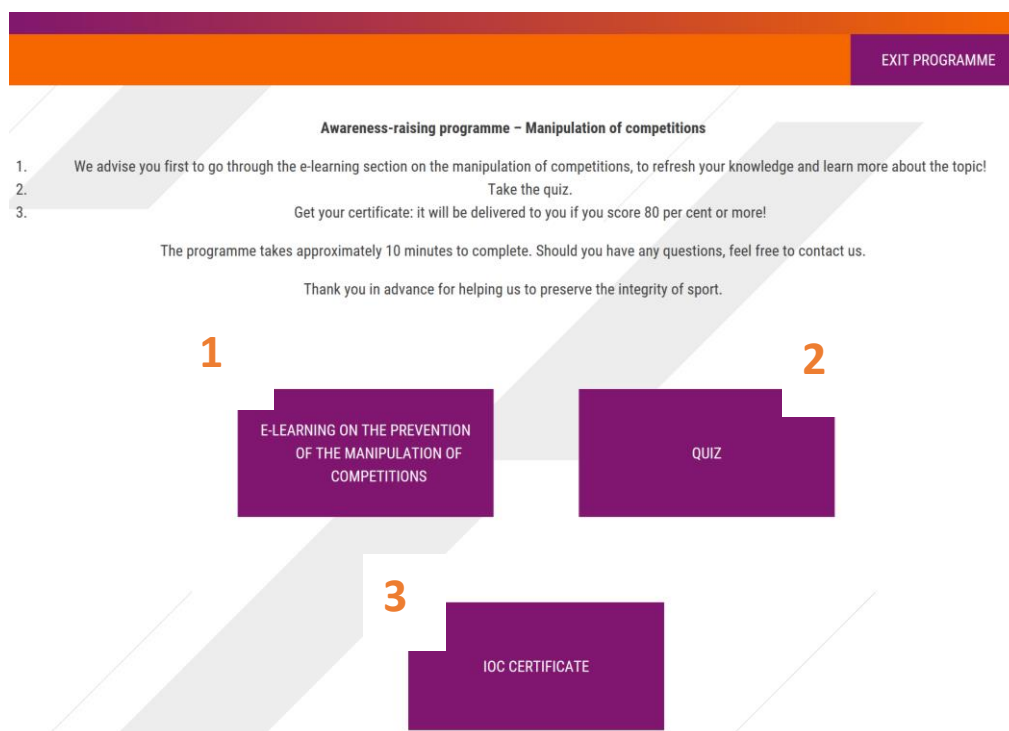 EXIT PROGRAMME
Awareness-raising programme – Manipulation of competitions
1. We advise you first to go through the e-learning section on the manipulation of competitions, to refresh your knowledge and learn more about the topic!
2. Take the quiz.
3. Get your certificate: it will be delivered to you if you score 80 per cent or more!
The programme takes approximately 10 minutes to complete. Should you have any questions, feel free to contact us.
Thank you in advance for helping us to preserve the integrity of sport.
1
E-LEARNING ON THE PREVENTION
OF THE MANIPULATION OF
COMPETITIONS
2
QUIZ
3
IOC CERTIFICATE